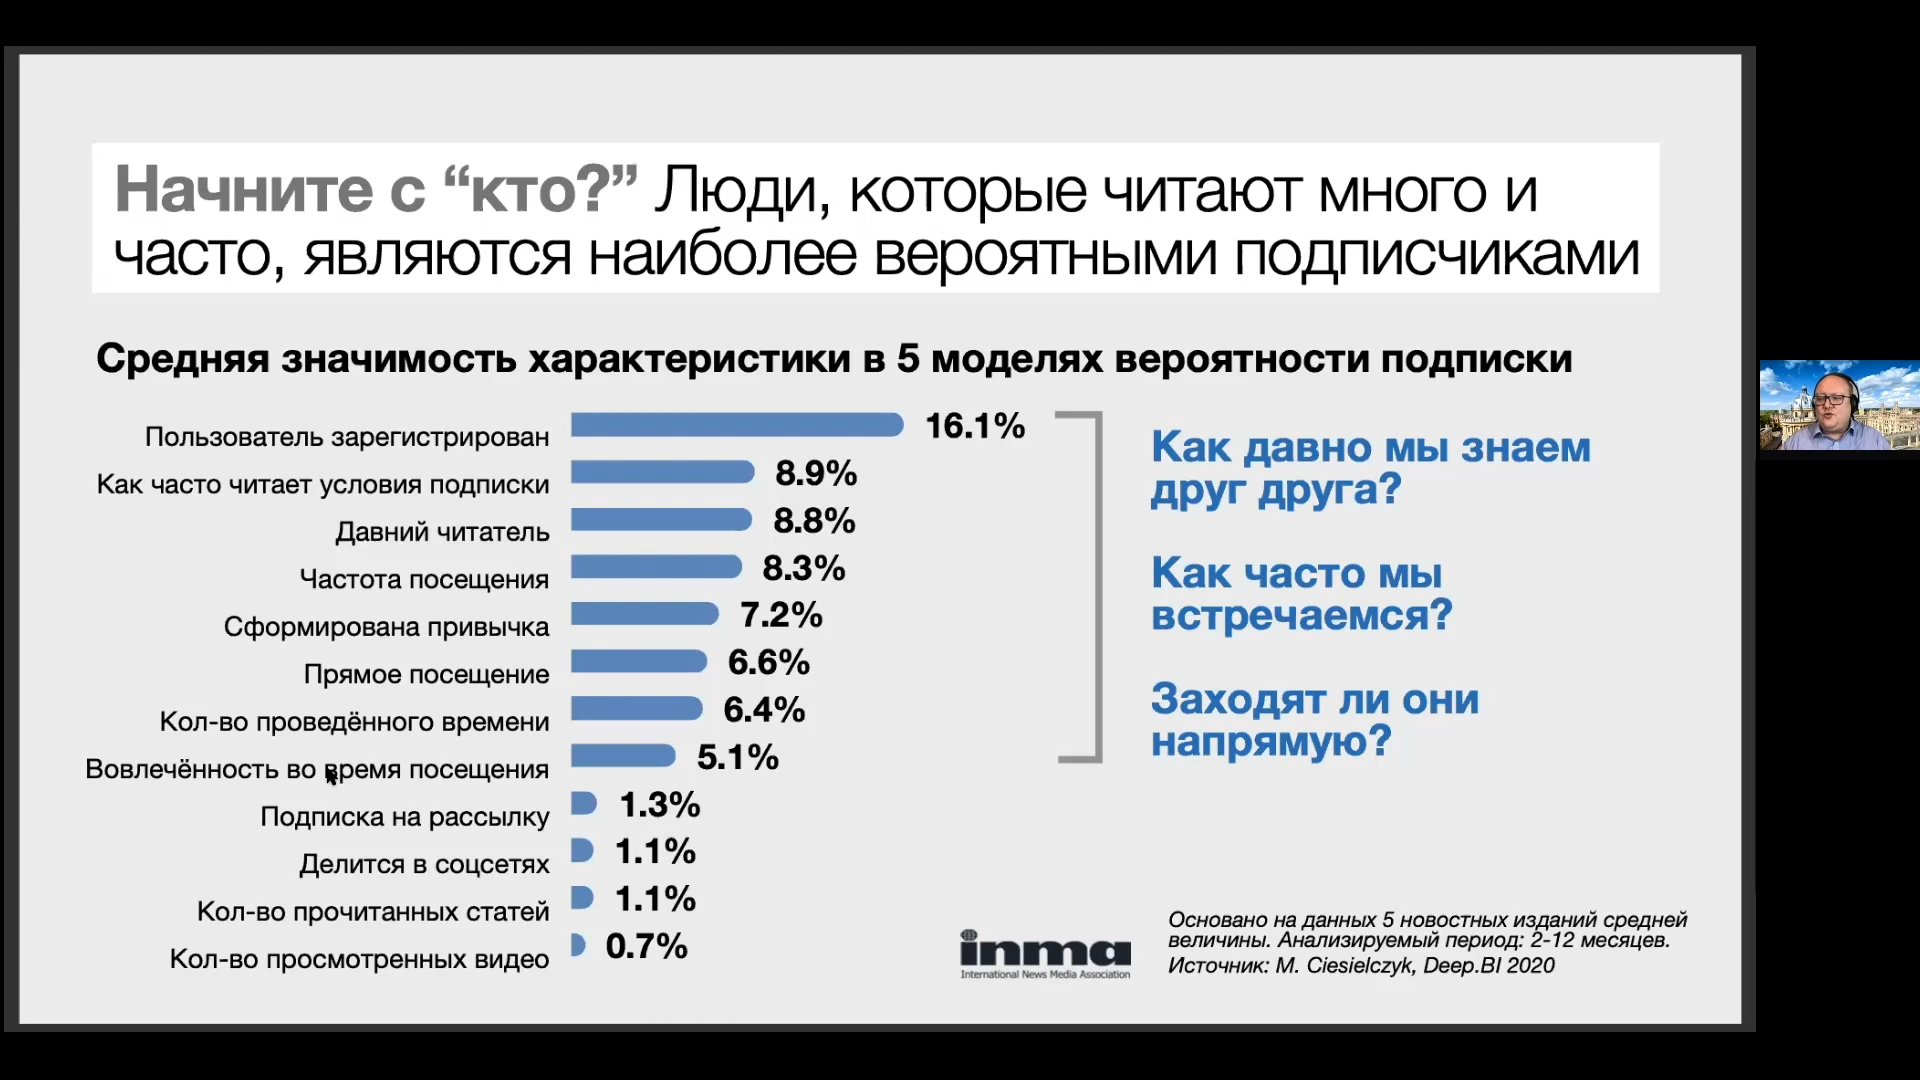 Начните с “кто?” Люди, которые читают много и
часто, являются наиболее вероятными подписчиками
Средняя значимость характеристики в 5 моделях вероятности подписки
Пользователь зарегистрирован 16.1%
Как часто читает условия подписки 8.9%
Давний читатель 8.8%
Частота посещения 8.3%
Сформирована привычка 7.2%
Прямое посещение 6.6%
Кол-во проведённого времени 6.4%
Вовлечённость во время посещения 5.1%
Подписка на рассылку 1.3%
Делится в соцсетях 1.1%
Кол-во прочитанных статей 1.1%
Кол-во просмотренных видео 0.7%
Как давно мы знаем
друг друга?
Как часто мы
встречаемся?
Заходят ли они
напрямую?
inma
International News Media Association
Основано на данных 5 новостных изданий средней
величины. Анализируемый период: 2-12 месяцев.
Источник: M. Ciesielczyk, Deep.BI 2020